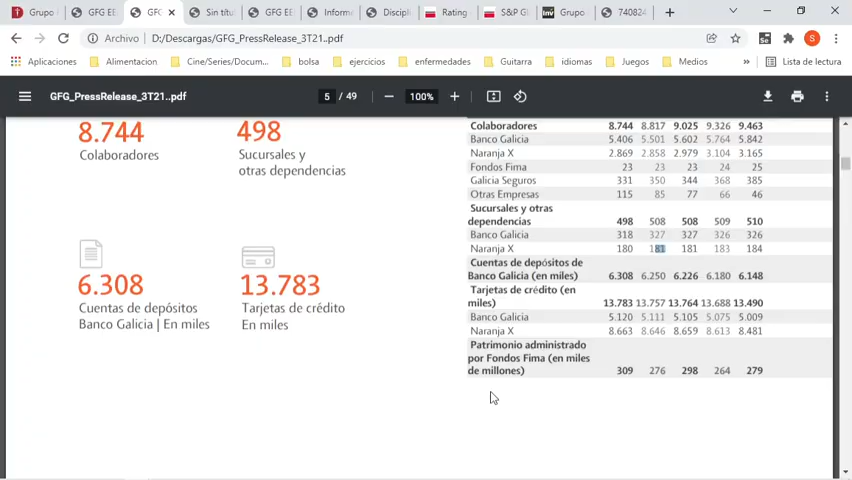 Grupo
GFG EE
GFG
Sin títu
GFG EE
Informe
Discipli
Rating
S&P Gl
Grupo
740824
Archivo | D:/Descargas/GFG_PressRelease_3T21..pdf
Aplicaciones Alimentacion Cine/Series/Docum... bolsa ejercicios enfermedades Guitarra idiomas Juegos Medios » Lista de lectura
GFG_PressRelease_3T21..pdf 5 / 49 100%
8.744
Colaboradores
498
Sucursales y
otras dependencias
6.308
Cuentas de depósitos
Banco Galicia | En miles
13.783
Tarjetas de crédito
En miles
Colaboradores 8.744 8.817 9.025 9.326 9.463
Banco Galicia 5.406 5.501 5.602 5.764 5.842
Naranja X 2.869 2.858 2.979 3.104 3.165
Fondos Fima 23 23 23 24 25
Galicia Seguros 331 350 344 368 385
Otras Empresas 115 85 77 66 46
Sucursales y otras
dependencias 498 508 508 509 510
Banco Galicia 318 327 327 326 326
Naranja X 180 181 181 183 184
Cuentas de depósitos de
Banco Galicia (en miles) 6.308 6.250 6.226 6.180 6.148
Tarjetas de crédito (en
miles) 13.783 13.757 13.764 13.688 13.490
Banco Galicia 5.120 5.111 5.105 5.075 5.009
Naranja X 8.663 8.646 8.659 8.613 8.481
Patrimonio administrado
por Fondos Fima (en miles
de millones) 309 276 298 264 279